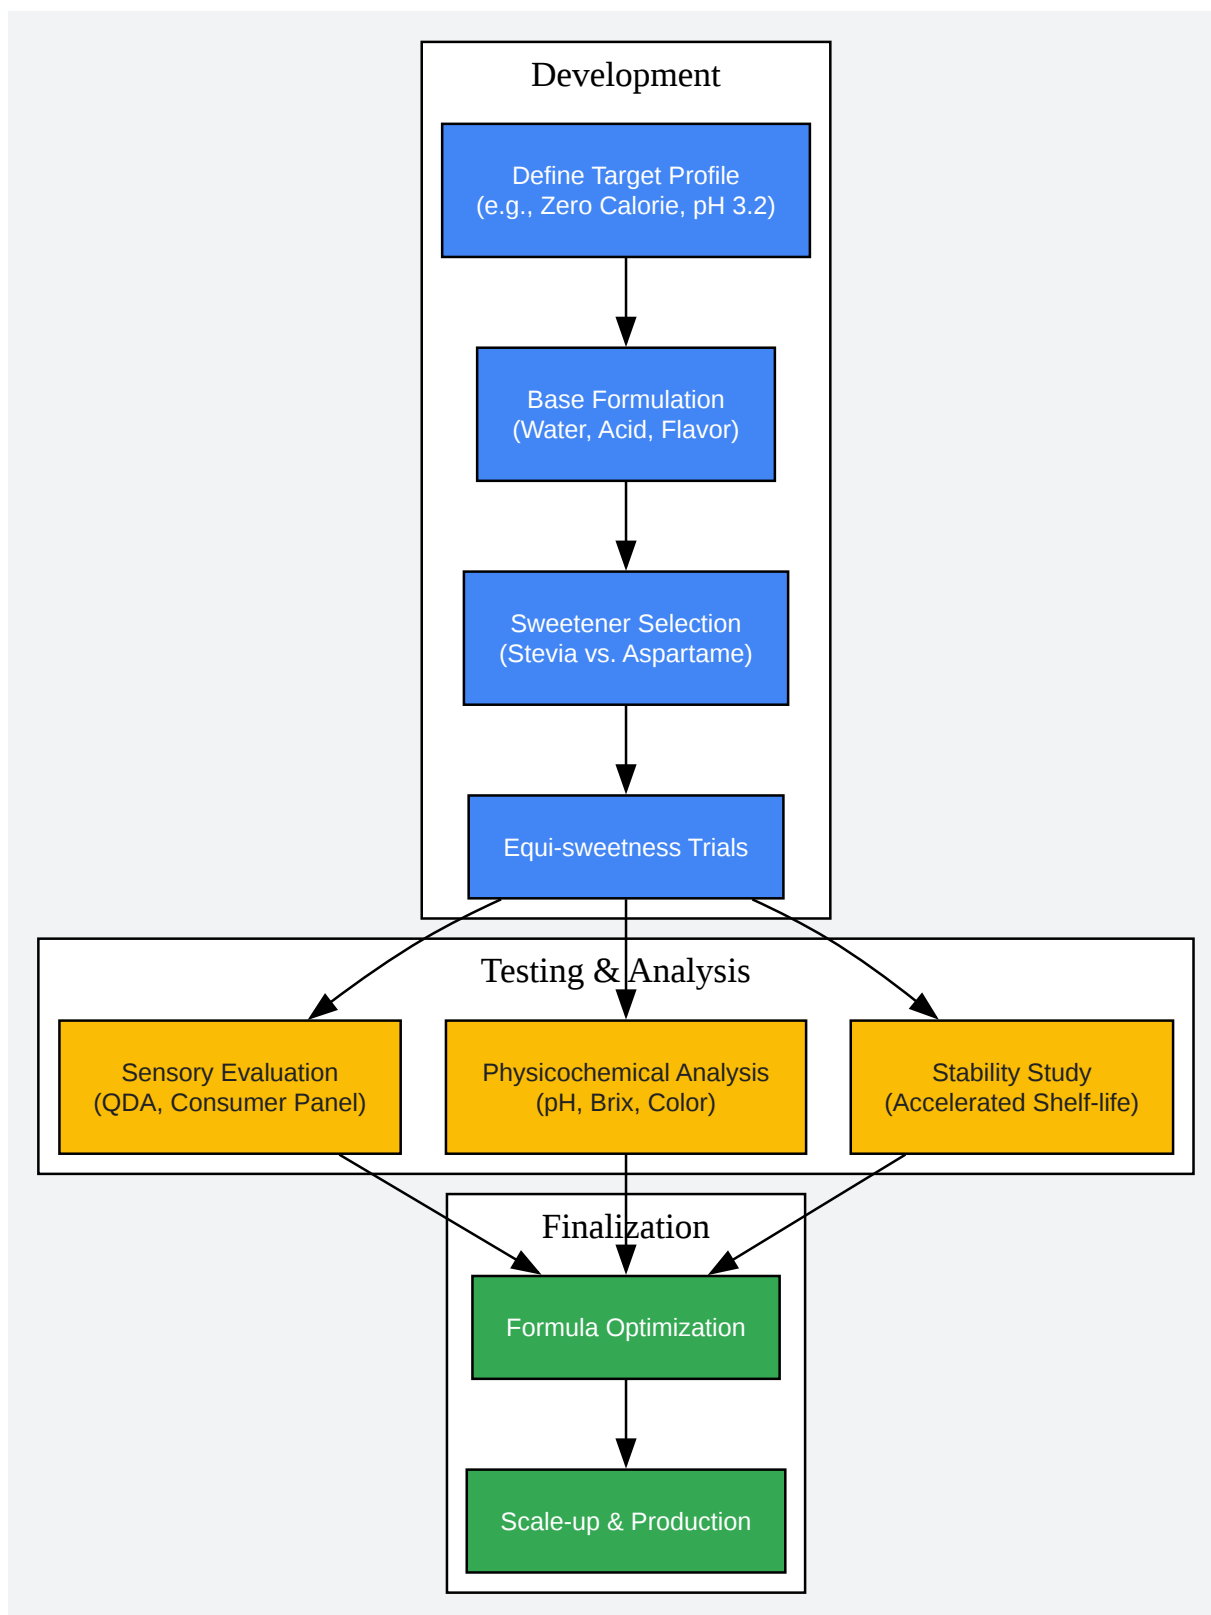 Development
Define Target Profile
(e.g., Zero Calorie, pH 3.2)
Base Formulation
(Water, Acid, Flavor)
Sweetener Selection
(Stevia vs. Aspartame)
Equi-sweetness Trials
Testing & Analysis
Sensory Evaluation
(QDA, Consumer Panel)
Physicochemical Analysis
(pH, Brix, Color)
Stability Study
(Accelerated Shelf-life)
Finalization
Formula Optimization
Scale-up & Production